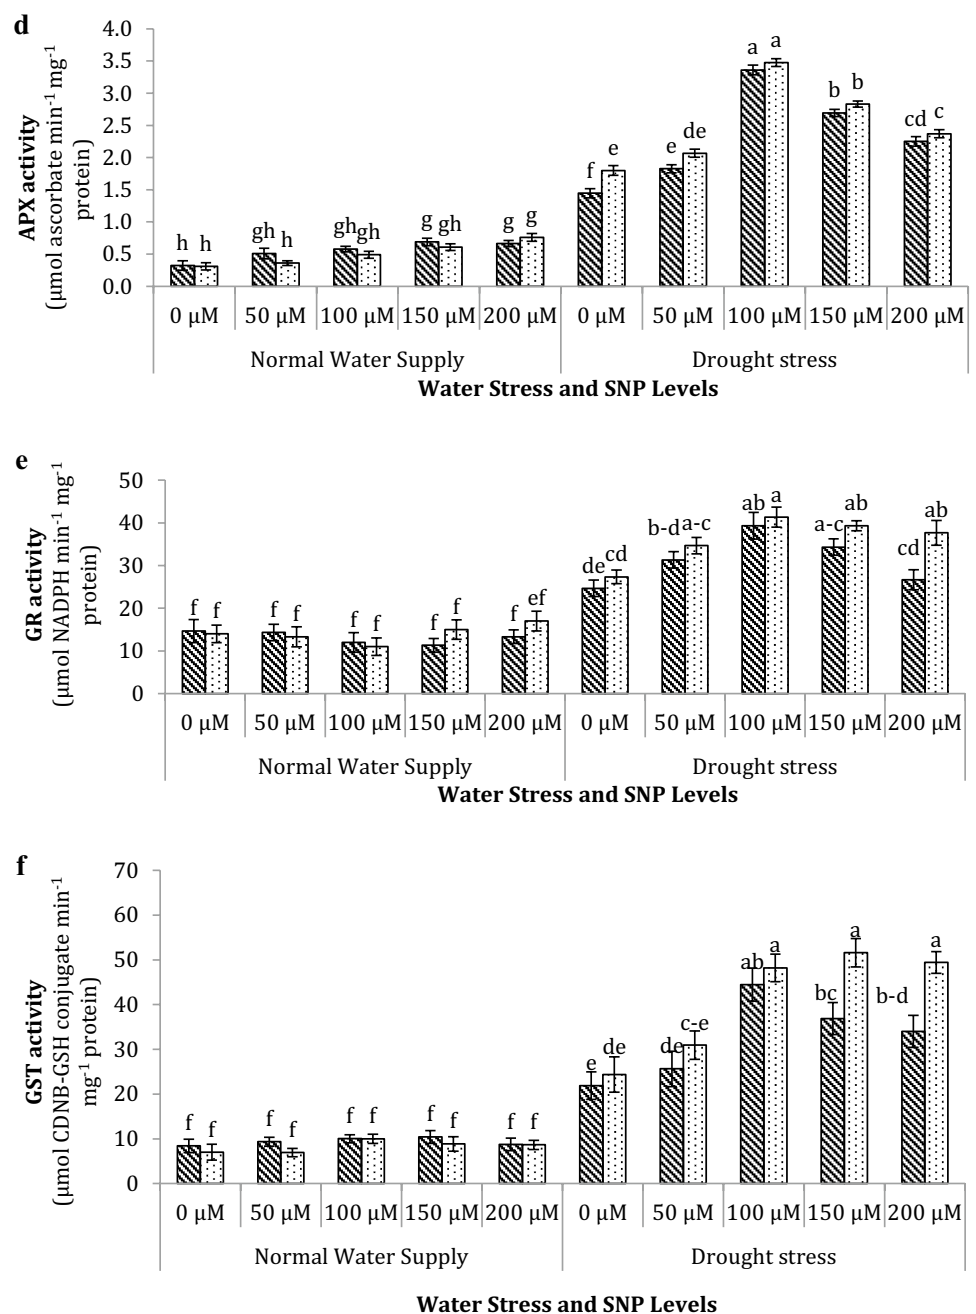 d
APX activity
(µmol ascorbate min-1 mg-1
protein)
4.0
3.5
3.0
2.5
2.0
1.5
1.0
0.5
0.0
h h gh h gh gh g gh g g f e e de a a b b cd c
0 µM 50 µM 100 µM 150 µM 200 µM 0 µM 50 µM 100 µM 150 µM 200 µM
Normal Water Supply Drought stress
Water Stress and SNP Levels
e
GR activity
(µmol NADPH min-1 mg-1
protein)
50
40
30
20
10
0
f f f f f f f f f ef de cd b-d a-c ab a a-c ab cd ab
0 µM 50 µM 100 µM 150 µM 200 µM 0 µM 50 µM 100 µM 150 µM 200 µM
Normal Water Supply Drought stress
Water Stress and SNP Levels
f
GST activity
(µmol CDNB-GSH conjugate min-1
mg-1 protein)
70
60
50
40
30
20
10
0
f f f f f f f f f f e de de c-e ab a bc a b-d a
0 µM 50 µM 100 µM 150 µM 200 µM 0 µM 50 µM 100 µM 150 µM 200 µM
Normal Water Supply Drought stress
Water Stress and SNP Levels